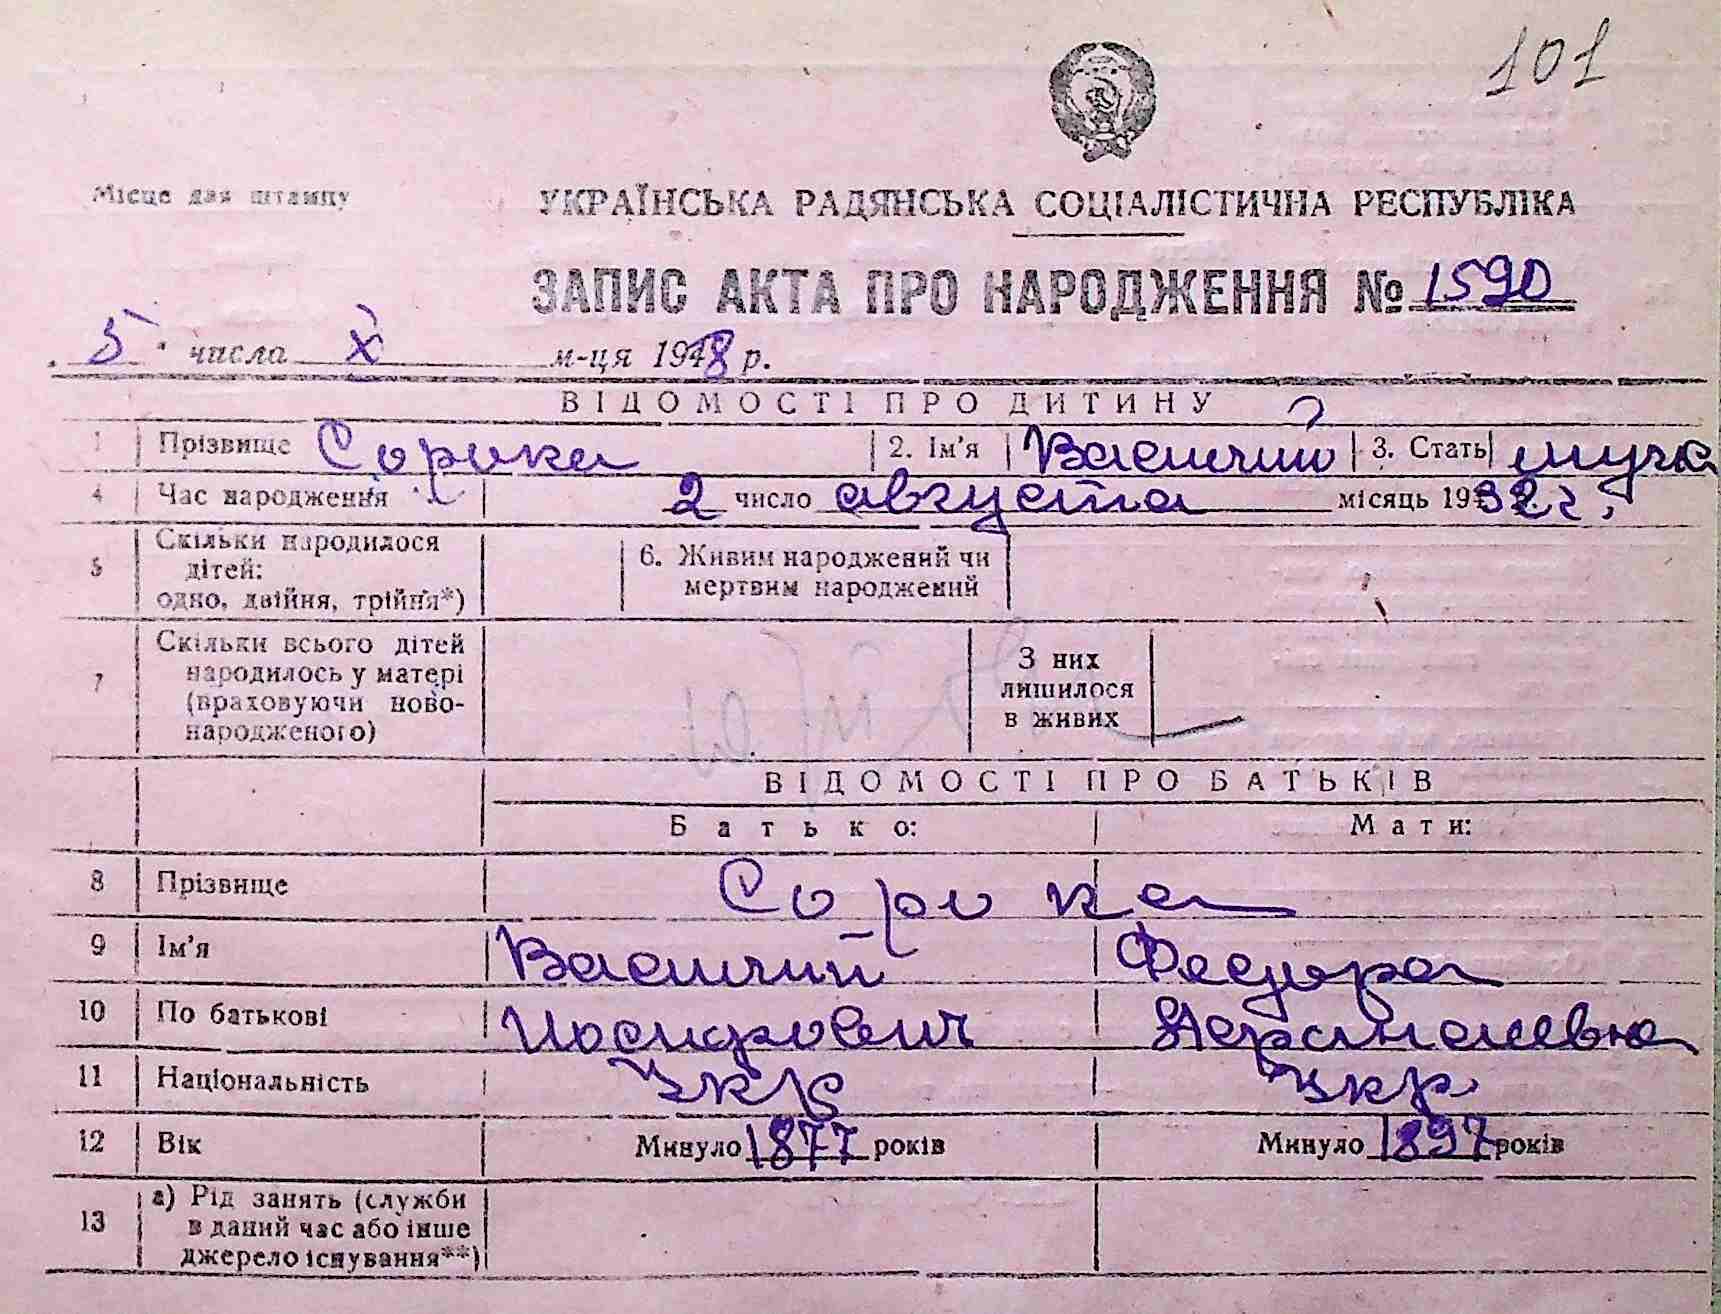 101
Місце для штампу
УКРАЇНСЬКА РАДЯНСЬКА СОЦІАЛІСТИЧНА РЕСПУБЛІКА
ЗАПИС АКТА ПРО НАРОДЖЕННЯ № 1590
„5" числа X м-ця 1948 р.
ВІДОМОСТІ ПРО ДИТИНУ
1 Прізвище Сорока 2. Ім'я Василий 3. Стать
4 Час народження 2 число августа місяць 1932 г.
5 Скільки народилося дітей: одно, двійня, трійня*) 6. Живим народжений чи мертвим народжений
7 Скільки всього дітей народилось у матері (враховуючи ново-народженого) З них лишилося в живих
ВІДОМОСТІ ПРО БАТЬКІВ
Батько: Мати:
8 Прізвище Сорока
9 Ім'я Василий Федора
10 По батькові Иосифович
11 Національність Укр Укр
12 Вік Минуло 1877 років Минуло 1897 років
13 а) Рід занять (служби в даний час або інше джерело існування**)